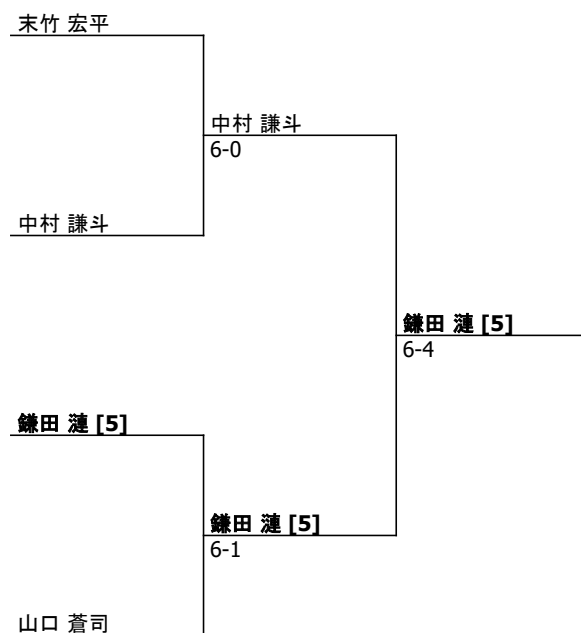 末竹 宏平
中村 謙斗
6-0
中村 謙斗
鎌田 漣 [5]
6-4
鎌田 漣 [5]
鎌田 漣 [5]
6-1
山口 蒼司